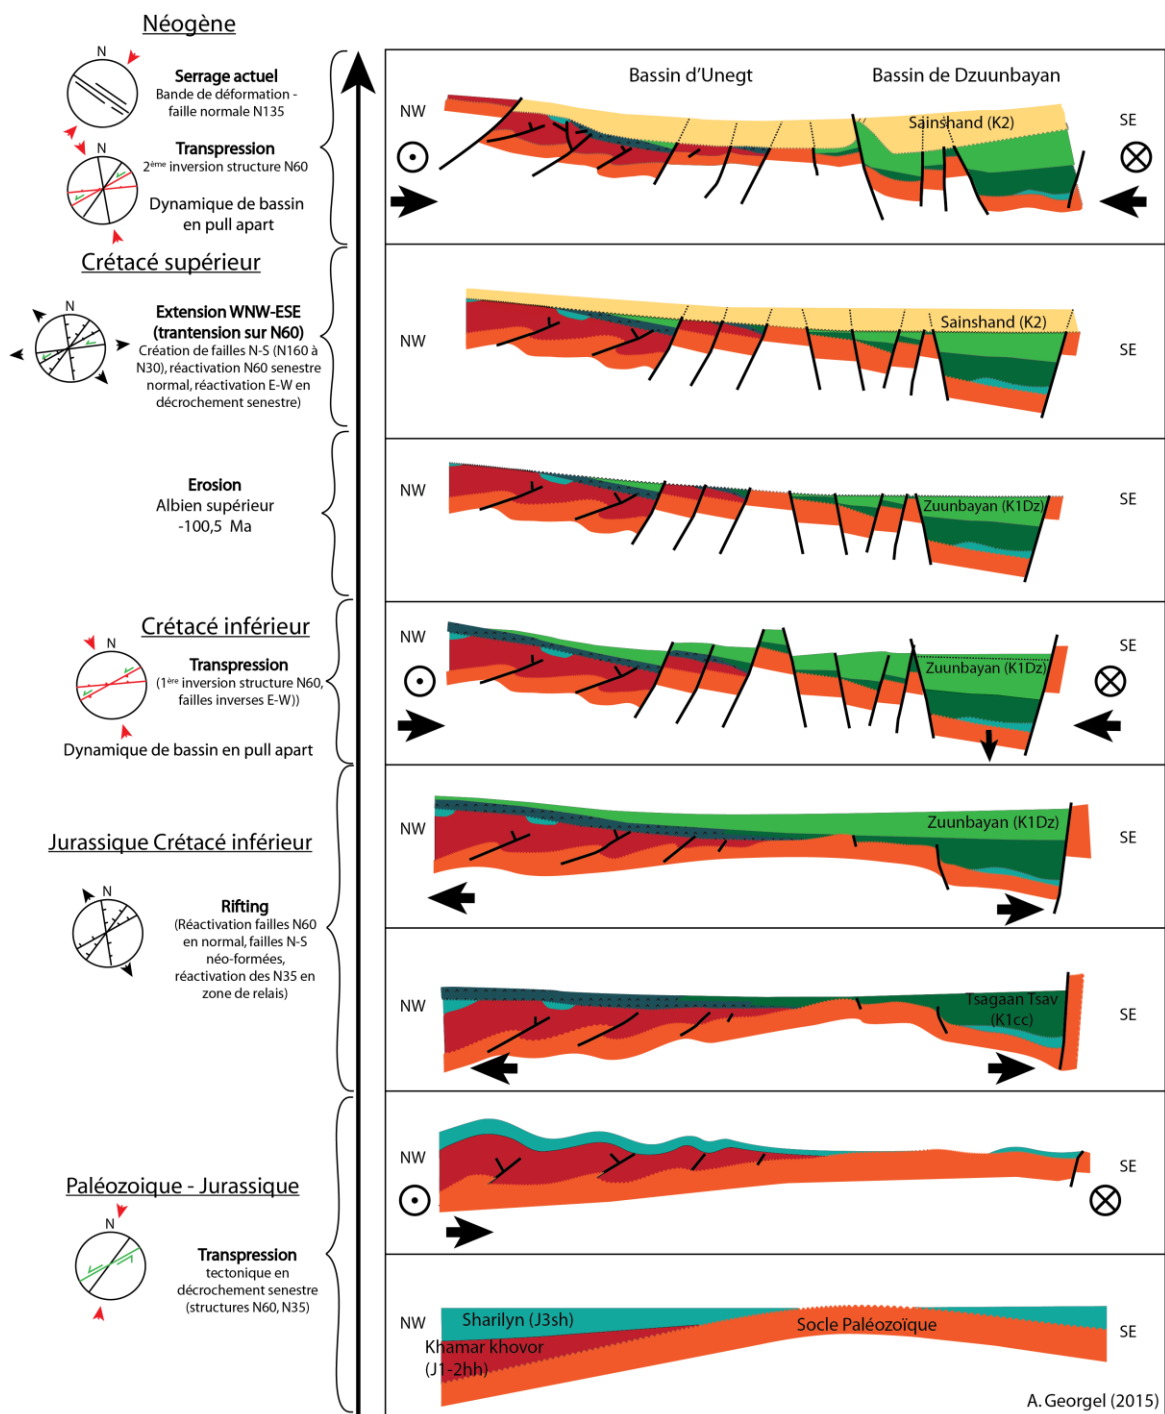 Néogène
N
Serrage actuel
Bande de déformation -
faille normale N135
Transpression
2ème inversion structure N60
Dynamique de bassin
en pull apart
Bassin d'Unegt
Bassin de Dzuunbayan
NW
Sainshand (K2)
SE
Crétacé supérieur
N
Extension WNW-ESE
(trantension sur N60)
Création de failles N-S (N160 à
N30), réactivation N60 senestre
normal, réactivation E-W en
décrochement senestre)
NW
Sainshand (K2)
SE
Erosion
Albien supérieur
-100,5 Ma
NW
Zuunbayan (K1Dz)
SE
Crétacé inférieur
N
Transpression
(1ère inversion structure N60,
failles inverses E-W))
Dynamique de bassin en pull apart
NW
Zuunbayan (K1Dz)
SE
Jurassique Crétacé inférieur
N
Rifting
(Réactivation failles N60
en normal, failles N-S
néo-formées,
réactivation des N35 en
zone de relais)
NW
Zuunbayan (K1Dz)
SE
NW
Tsagaan Tsav
(K1cc)
SE
Paléozoique - Jurassique
N
Transpression
tectonique en
décrochement senestre
(structures N60, N35)
NW
SE
NW
Sharilyn (J3sh)
Khamar khovor
(J1-2hh)
Socle Paléozoïque
SE
A. Georgel (2015)